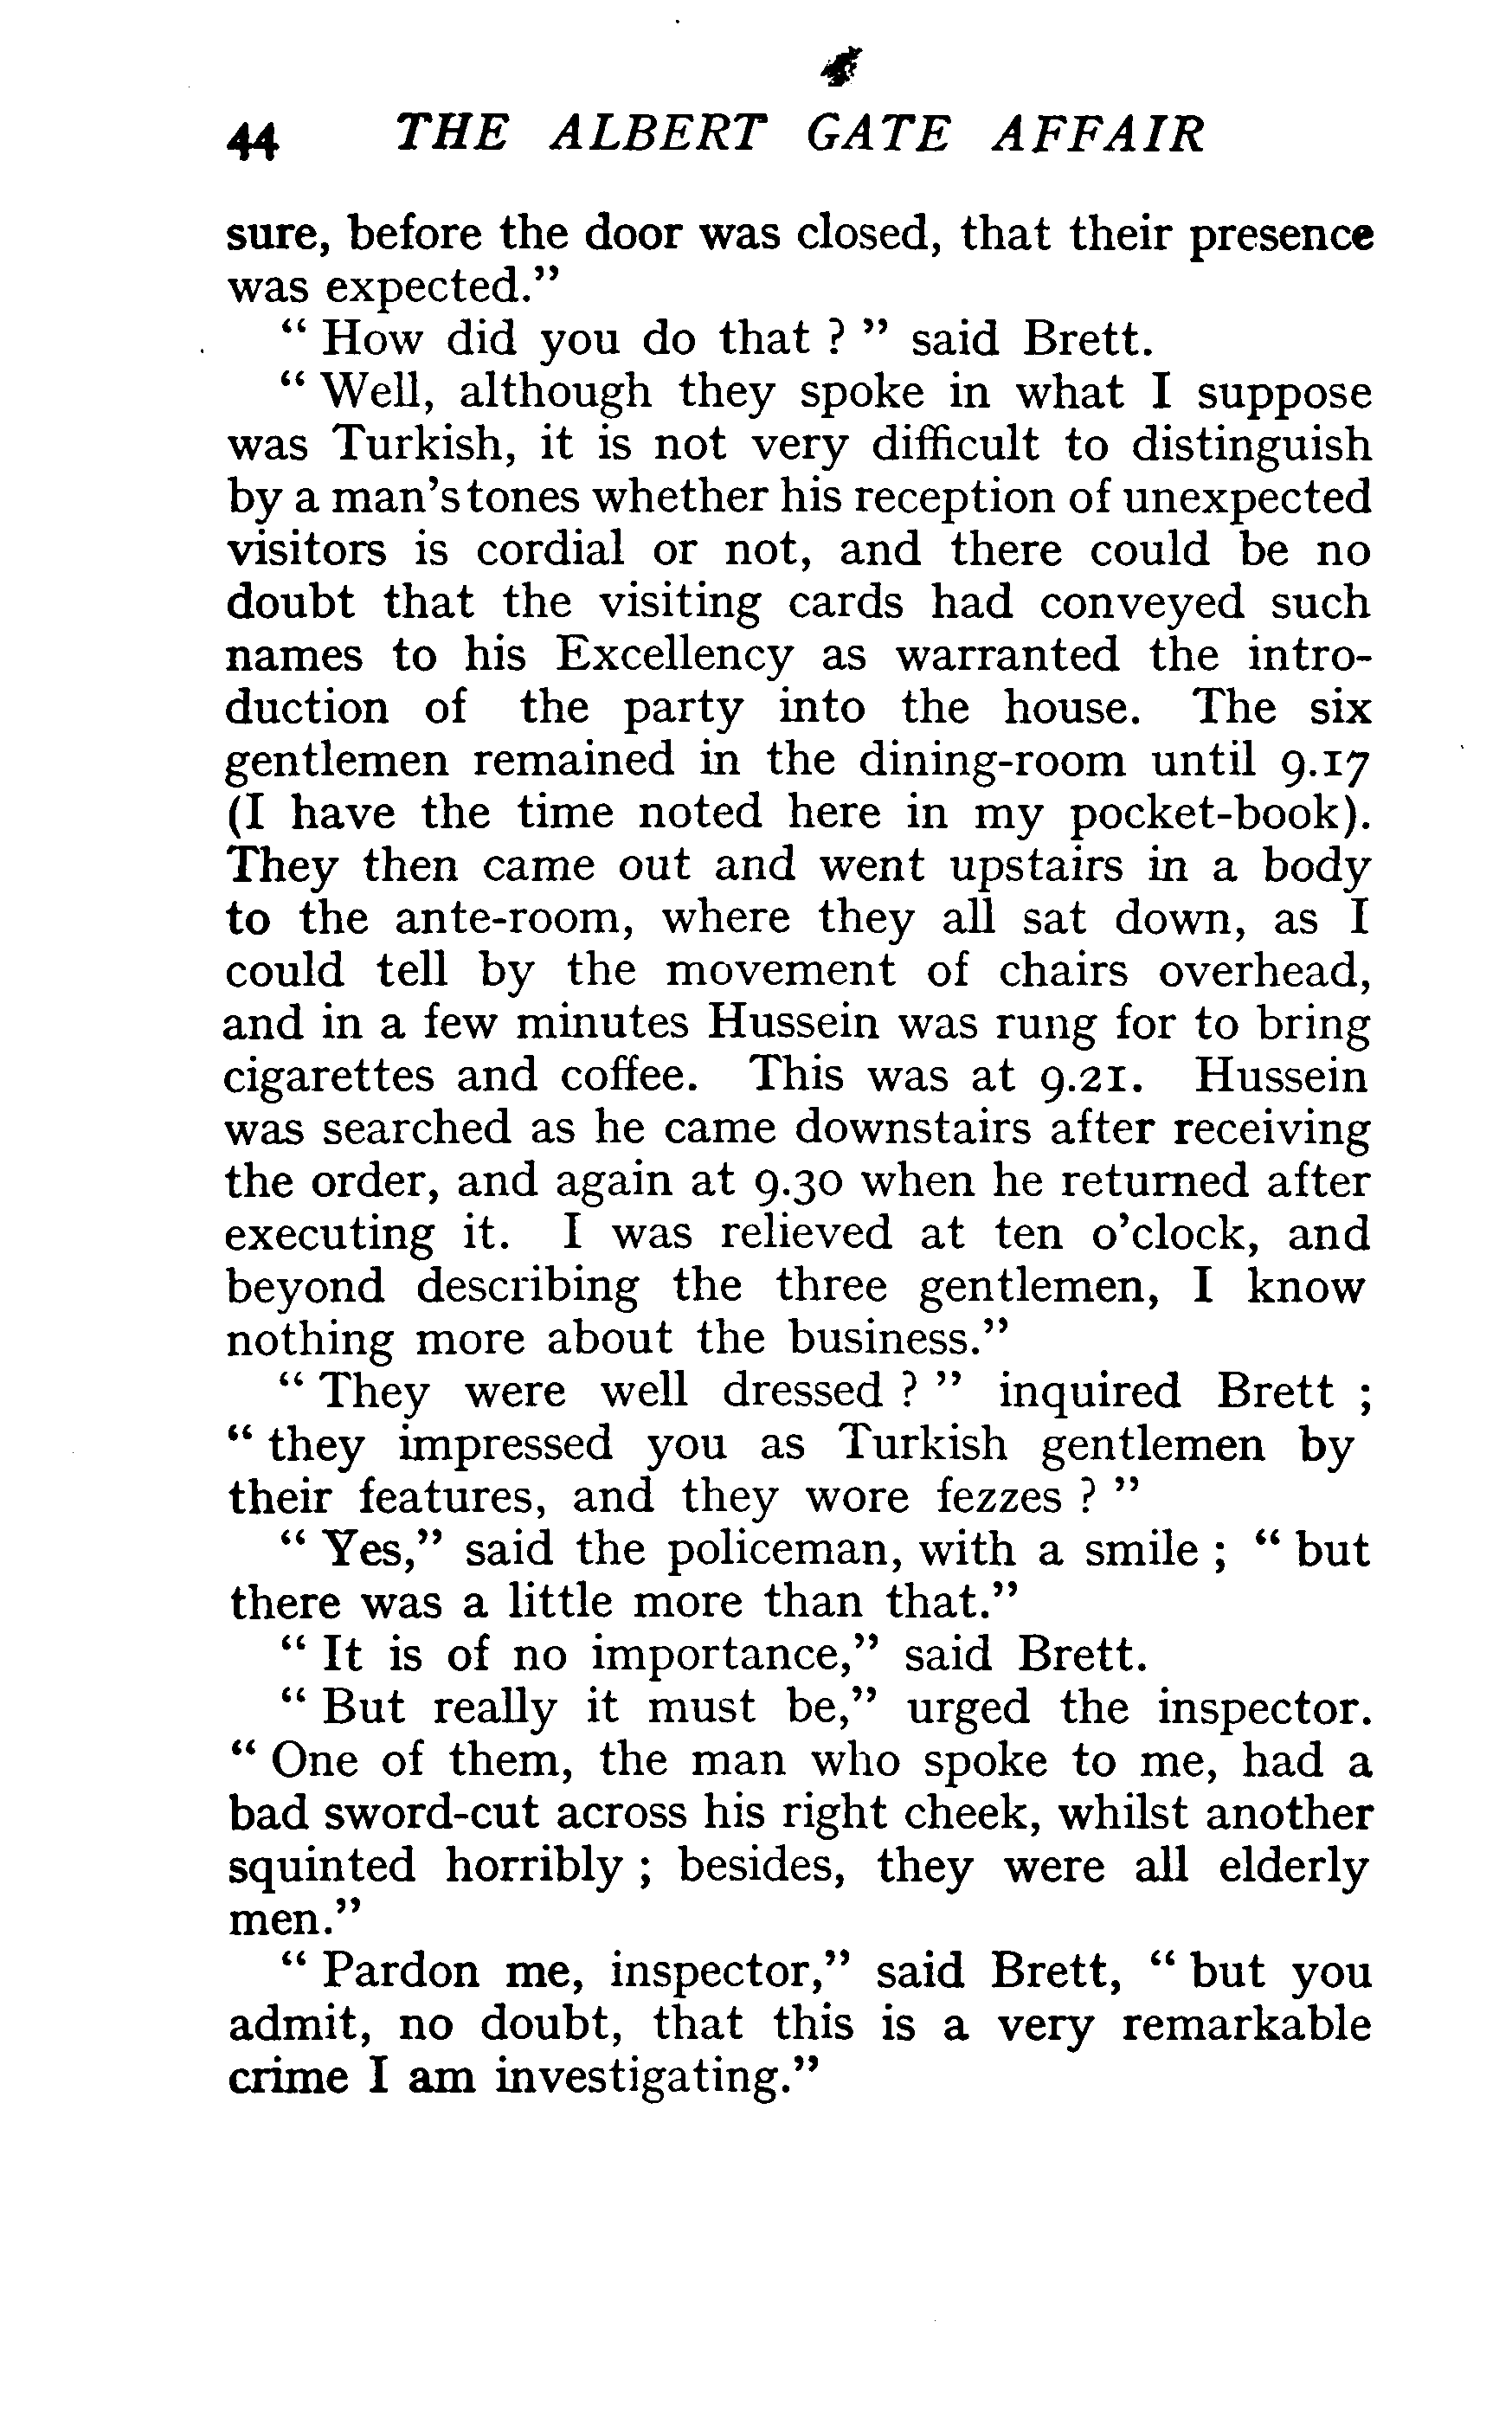 44 THE ALBERT GATE AFFAIR
sure, before the door was closed, that their presence
was expected."
" How did you do that ? " said Brett.
" Well, although they spoke in what I suppose
was Turkish, it is not very difficult to distinguish
by a man's tones whether his reception of unexpected
visitors is cordial or not, and there could be no
doubt that the visiting cards had conveyed such
names to his Excellency as warranted the intro-
duction of the party into the house. The six
gentlemen remained in the dining-room until 9.17
(I have the time noted here in my pocket-book).
They then came out and went upstairs in a body
to the ante-room, where they all sat down, as I
could tell by the movement of chairs overhead,
and in a few minutes Hussein was rung for to bring
cigarettes and coffee. This was at 9.21. Hussein
was searched as he came downstairs after receiving
the order, and again at 9.30 when he returned after
executing it. I was relieved at ten o'clock, and
beyond describing the three gentlemen, I know
nothing more about the business."
" They were well dressed ? " inquired Brett ;
" they impressed you as Turkish gentlemen by
their features, and they wore fezzes ? "
" Yes," said the policeman, with a smile ; " but
there was a little more than that."
" It is of no importance," said Brett.
" But really it must be," urged the inspector.
" One of them, the man who spoke to me, had a
bad sword-cut across his right cheek, whilst another
squinted horribly ; besides, they were all elderly
men."
" Pardon me, inspector," said Brett, " but you
admit, no doubt, that this is a very remarkable
crime I am investigating."